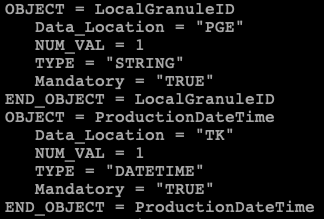 OBJECT = LocalGranuleID
Data_Location = "PGE"
NUM_VAL = 1
TYPE = "STRING"
Mandatory = "TRUE"
END_OBJECT = LocalGranuleID
OBJECT = ProductionDateTime
Data_Location = "TK"
NUM_VAL = 1
TYPE = "DATETIME"
Mandatory = "TRUE"
END_OBJECT = ProductionDateTime